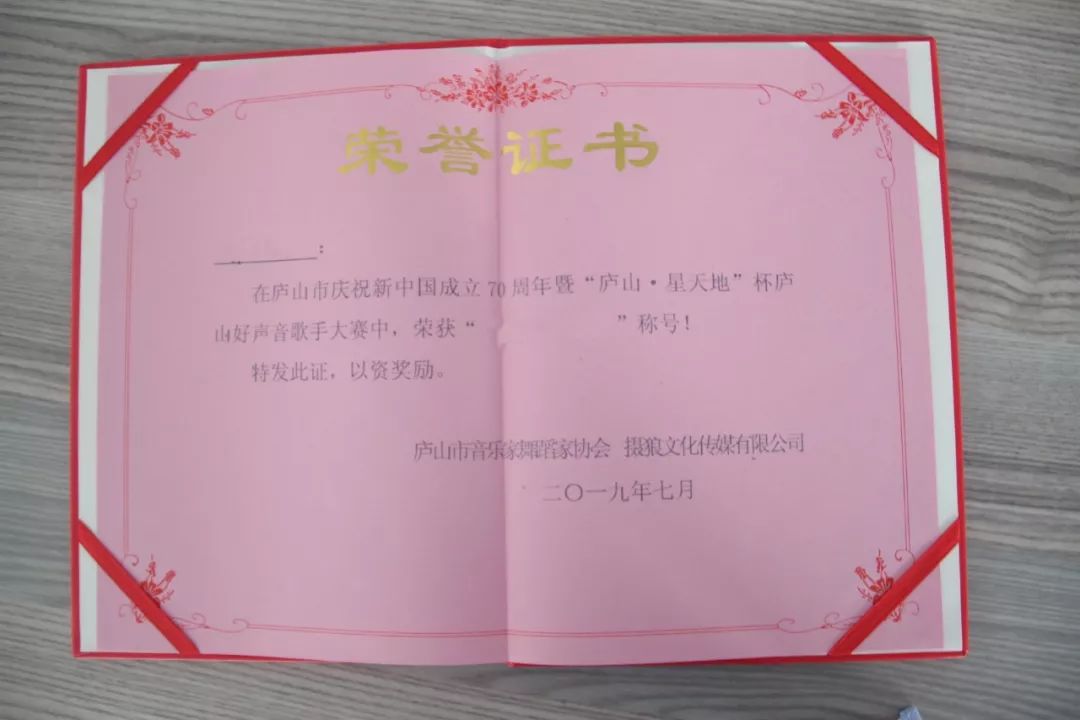 荣誉证书
______：
在庐山市庆祝新中国成立70周年暨“庐山·星天地”杯庐
山好声音歌手大赛中，荣获“ ”称号！
特发此证，以资奖励。
庐山市音乐家舞蹈家协会 摄狼文化传媒有限公司
二〇一九年七月